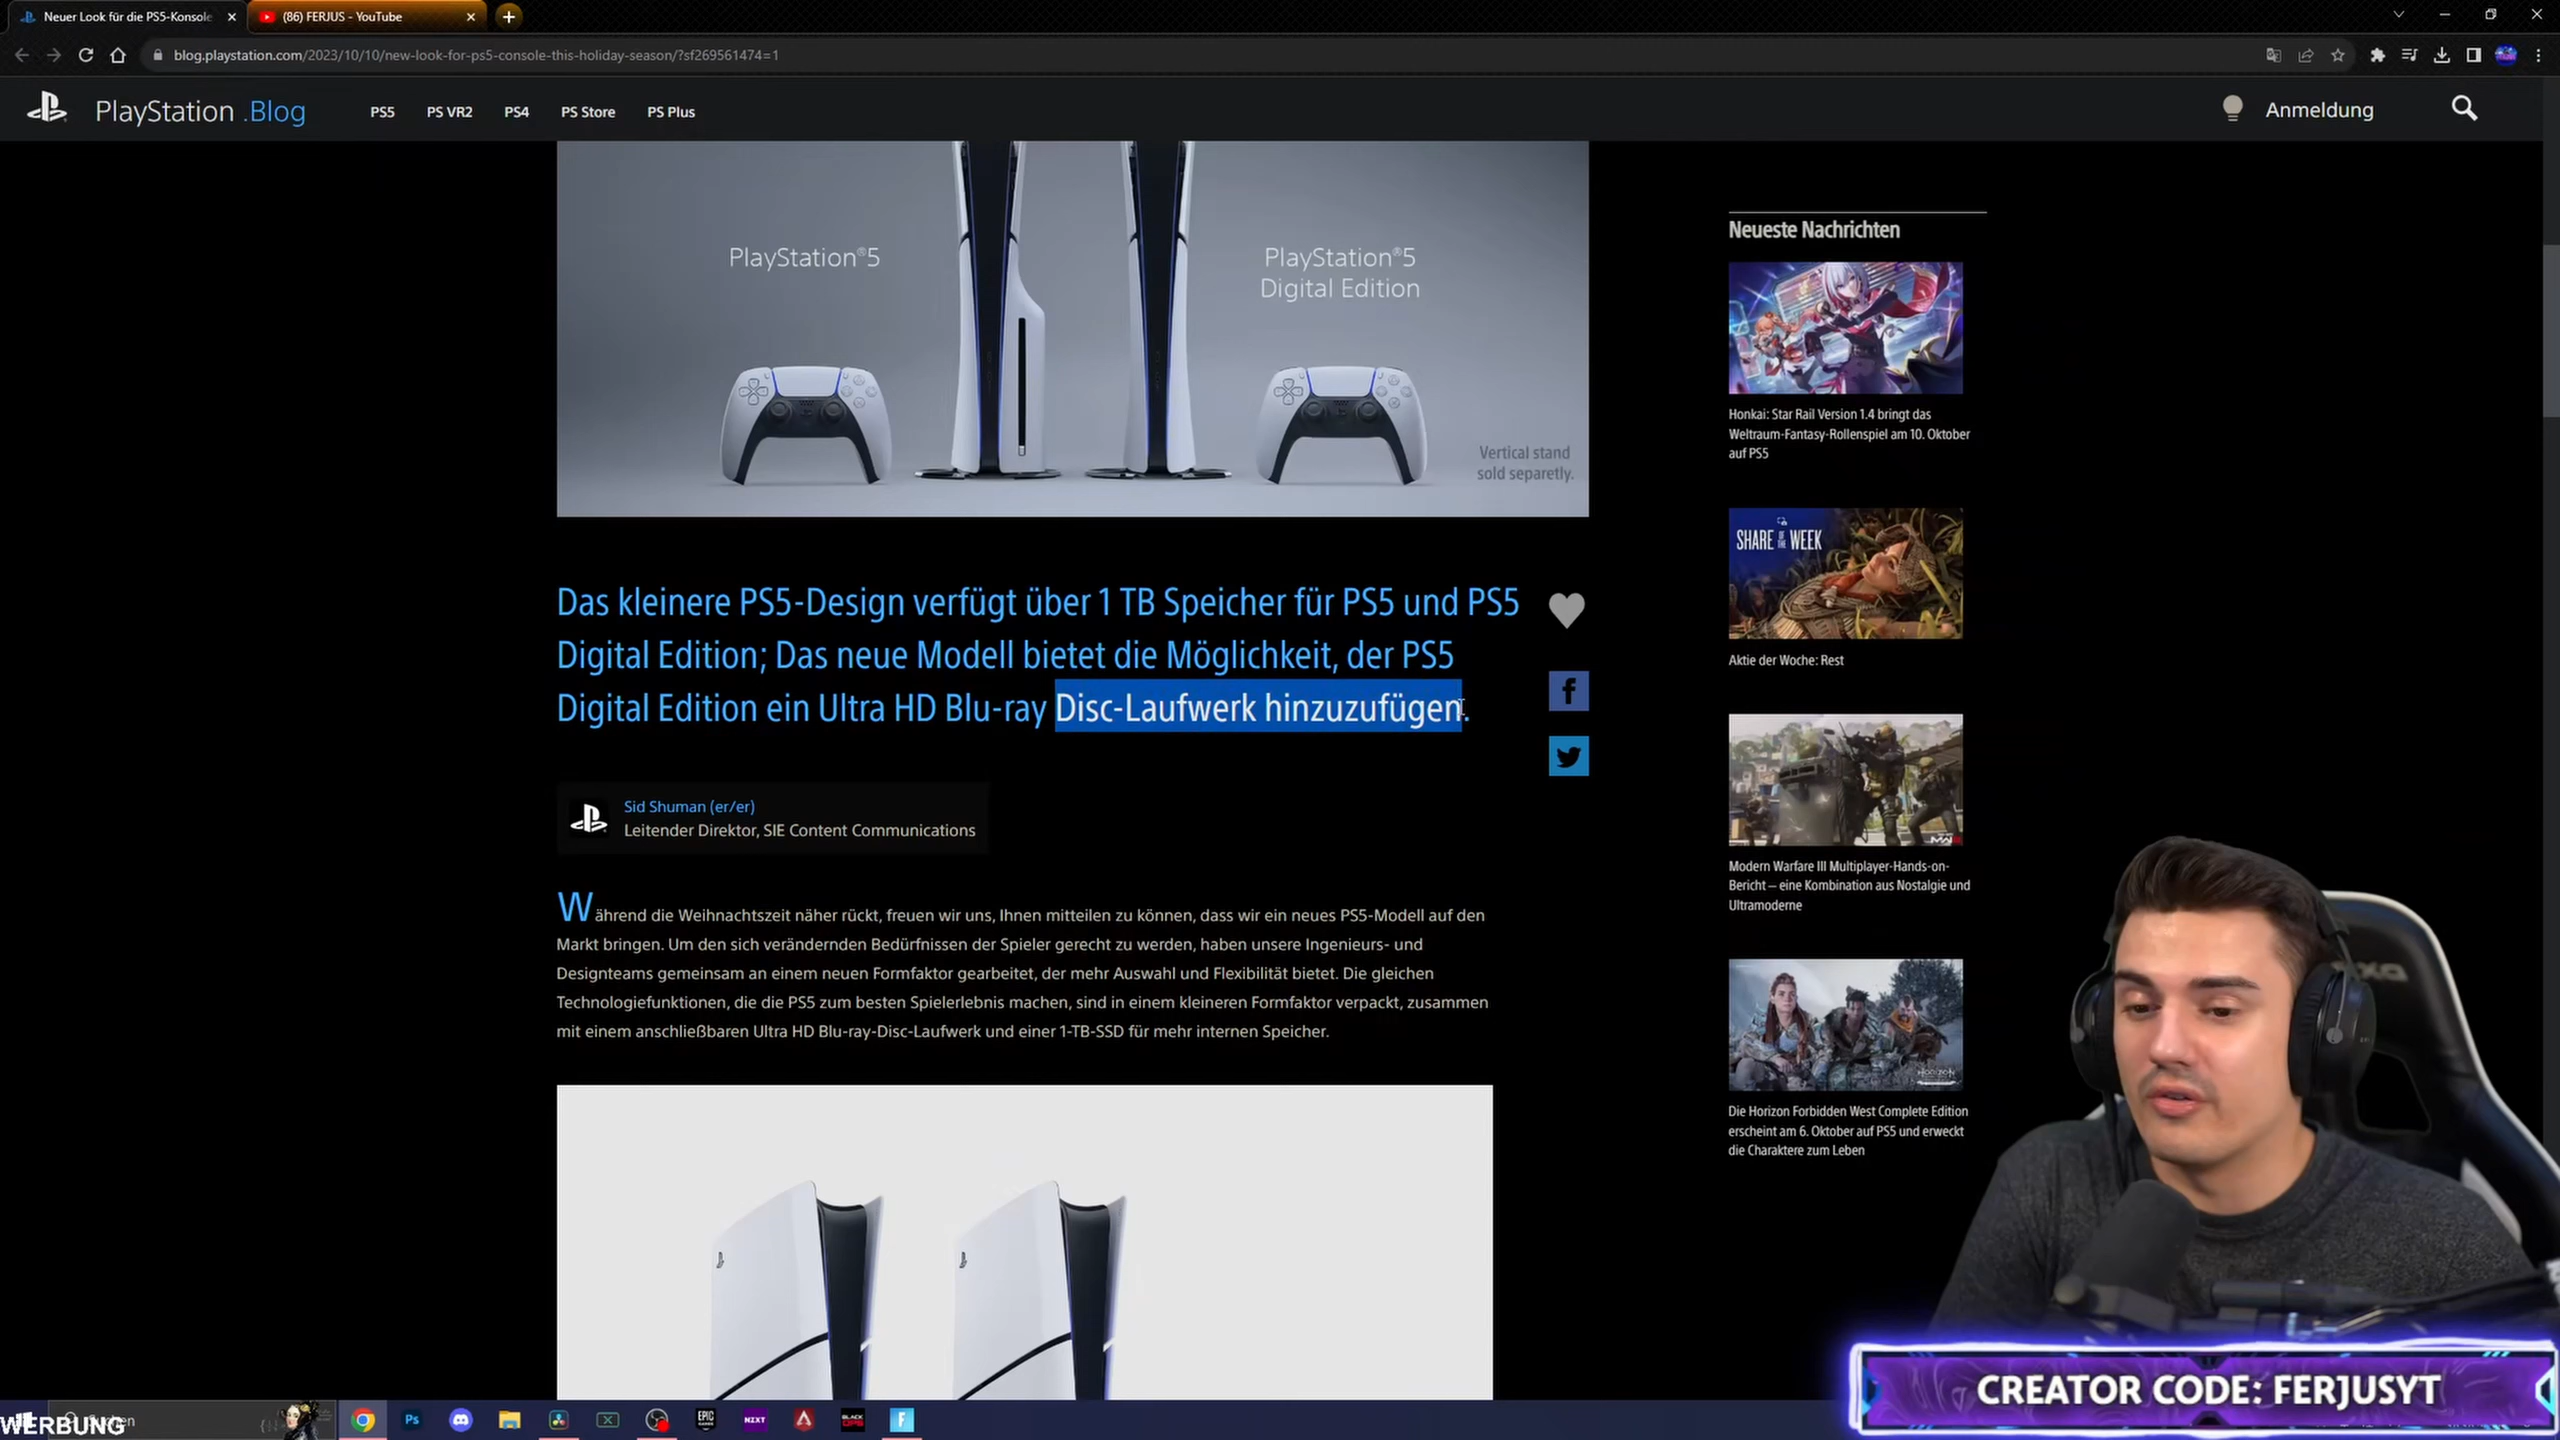 Neuer Look für die PS5-Konsole
(86) FERJUS - YouTube
blog.playstation.com/2023/10/10/new-look-for-ps5-console-this-holiday-season/?sf269561474=1
PlayStation .Blog
PS5
PS VR2
PS4
PS Store
PS Plus
Anmeldung
PlayStation®5
PlayStation®5
Digital Edition
Vertical stand
sold separetly.
Das kleinere PS5-Design verfügt über 1 TB Speicher für PS5 und PS5
Digital Edition; Das neue Modell bietet die Möglichkeit, der PS5
Digital Edition ein Ultra HD Blu-ray Disc-Laufwerk hinzuzufügen.
Sid Shuman (er/er)
Leitender Direktor, SIE Content Communications
Während die Weihnachtszeit näher rückt, freuen wir uns, Ihnen mitteilen zu können, dass wir ein neues PS5-Modell auf den
Markt bringen. Um den sich verändernden Bedürfnissen der Spieler gerecht zu werden, haben unsere Ingenieurs- und
Designteams gemeinsam an einem neuen Formfaktor gearbeitet, der mehr Auswahl und Flexibilität bietet. Die gleichen
Technologiefunktionen, die die PS5 zum besten Spielerlebnis machen, sind in einem kleineren Formfaktor verpackt, zusammen
mit einem anschließbaren Ultra HD Blu-ray-Disc-Laufwerk und einer 1-TB-SSD für mehr internen Speicher.
Neueste Nachrichten
Honkai: Star Rail Version 1.4 bringt das
Weltraum-Fantasy-Rollenspiel am 10. Oktober
auf PS5
SHARE OF THE WEEK
Aktie der Woche: Rest
Modern Warfare III Multiplayer-Hands-on-
Bericht – eine Kombination aus Nostalgie und
Ultramoderne
HORIZON
Die Horizon Forbidden West Complete Edition
erscheint am 6. Oktober auf PS5 und erweckt
die Charaktere zum Leben
CREATOR CODE: FERJUSYT
WERBUNG
Ps
EPIC
NZXT
BLACK OPS
F